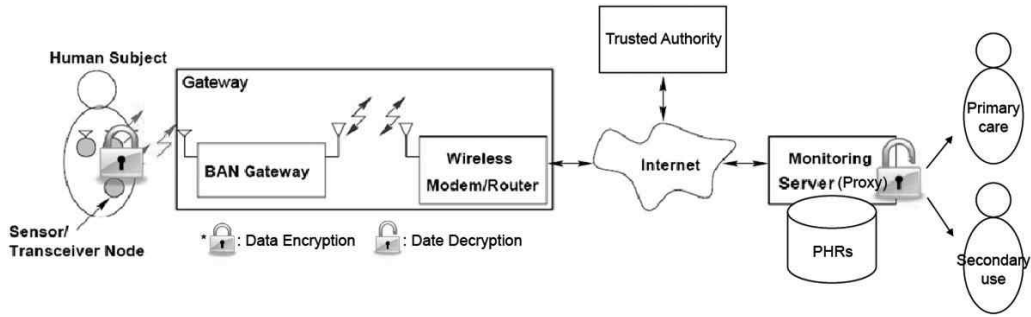 Trusted Authority
Human Subject
Gateway
Primary
care
BAN Gateway
Wireless
Modem/Router
Internet
Monitoring
Server (Proxy)
Sensor/
Transceiver Node
* : Data Encryption
: Date Decryption
PHRs
Secondary
use